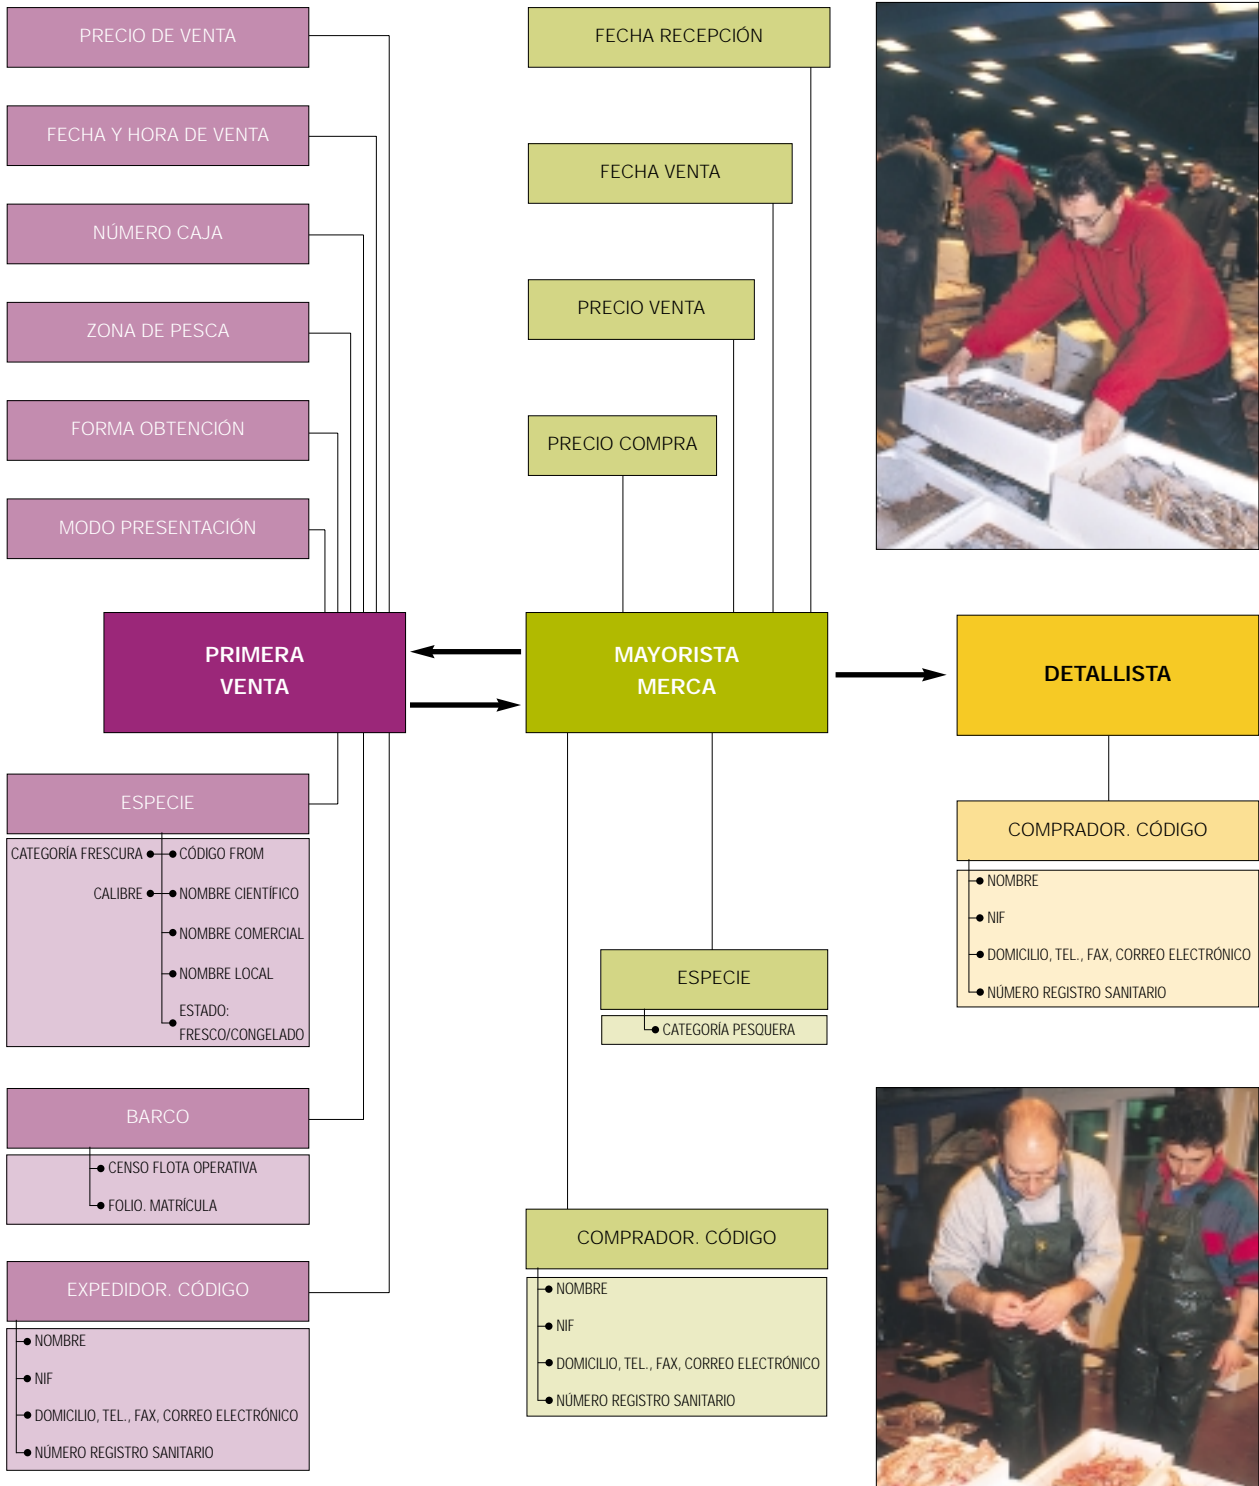 PRECIO DE VENTA
FECHA Y HORA DE VENTA
NÚMERO CAJA
ZONA DE PESCA
FORMA OBTENCIÓN
MODO PRESENTACIÓN
FECHA RECEPCIÓN
FECHA VENTA
PRECIO VENTA
PRECIO COMPRA
PRIMERA
VENTA
MAYORISTA
MERCA
DETALLISTA
ESPECIE
CATEGORÍA FRESCURA
CALIBRE
CÓDIGO FROM
NOMBRE CIENTÍFICO
NOMBRE COMERCIAL
NOMBRE LOCAL
ESTADO:
FRESCO/CONGELADO
BARCO
CENSO FLOTA OPERATIVA
FOLIO. MATRÍCULA
EXPEDIDOR. CÓDIGO
NOMBRE
NIF
DOMICILIO, TEL., FAX, CORREO ELECTRÓNICO
NÚMERO REGISTRO SANITARIO
ESPECIE
CATEGORÍA PESQUERA
COMPRADOR. CÓDIGO
NOMBRE
NIF
DOMICILIO, TEL., FAX, CORREO ELECTRÓNICO
NÚMERO REGISTRO SANITARIO
COMPRADOR. CÓDIGO
NOMBRE
NIF
DOMICILIO, TEL., FAX, CORREO ELECTRÓNICO
NÚMERO REGISTRO SANITARIO